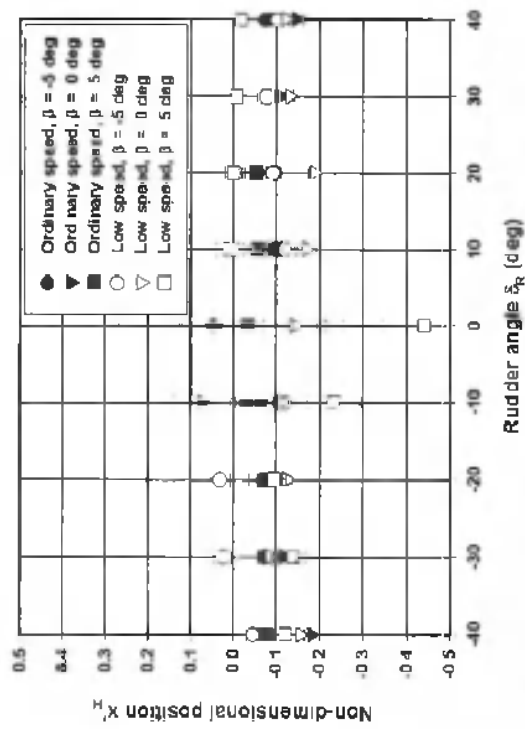 Ordinary speed, β = -5 deg
Ordinary speed, β = 0 deg
Ordinary speed, β = 5 deg
Low speed, β = -5 deg
Low speed, β = 0 deg
Low speed, β = 5 deg
0.5
0.4
0.3
0.2
0.1
0.0
-0.1
-0.2
-0.3
-0.4
-0.5
Non-dimensional position x'H
-40
-30
-20
-10
0
10
20
30
40
Rudder angle δR (deg)